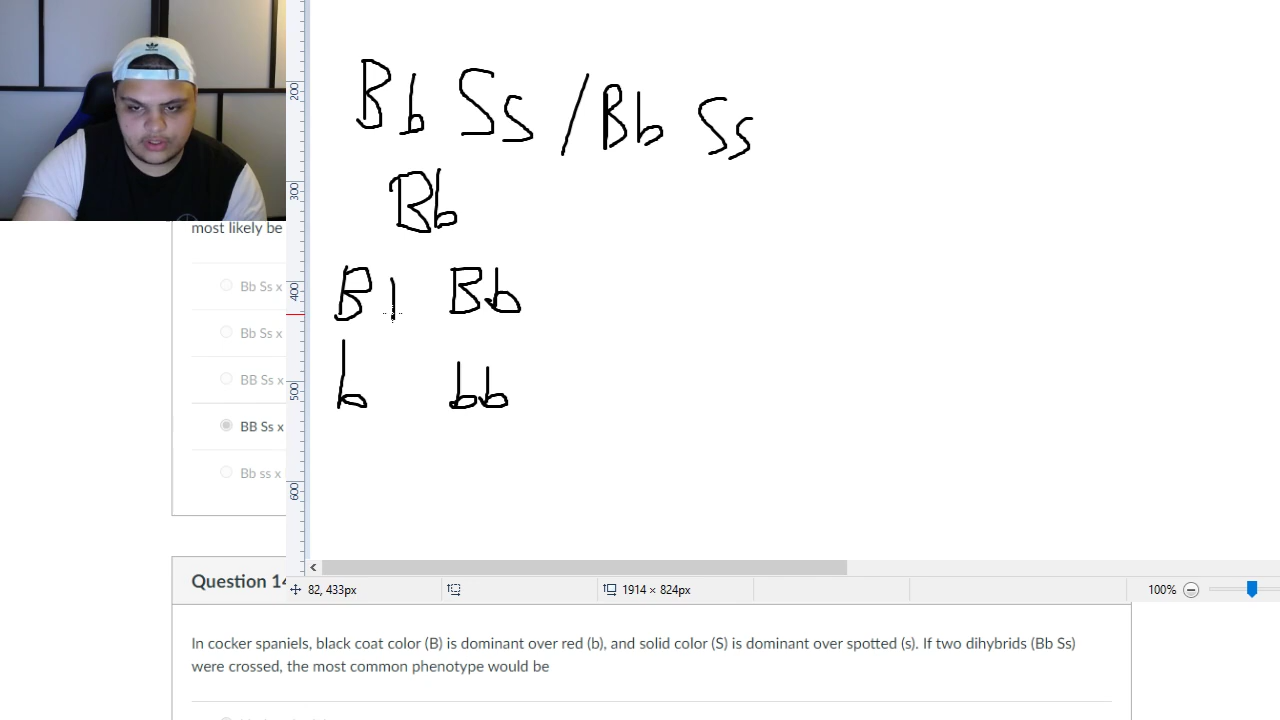 Bb Ss / Bb Ss
Bb
B Bb
b bb
200
300
400
500
600
most likely be
Bb Ss x
Bb Ss x
BB Ss x
BB Ss x
Bb ss x
Question 14
82, 433px
1914 × 824px
100%
In cocker spaniels, black coat color (B) is dominant over red (b), and solid color (S) is dominant over spotted (s). If two dihybrids (Bb Ss)
were crossed, the most common phenotype would be